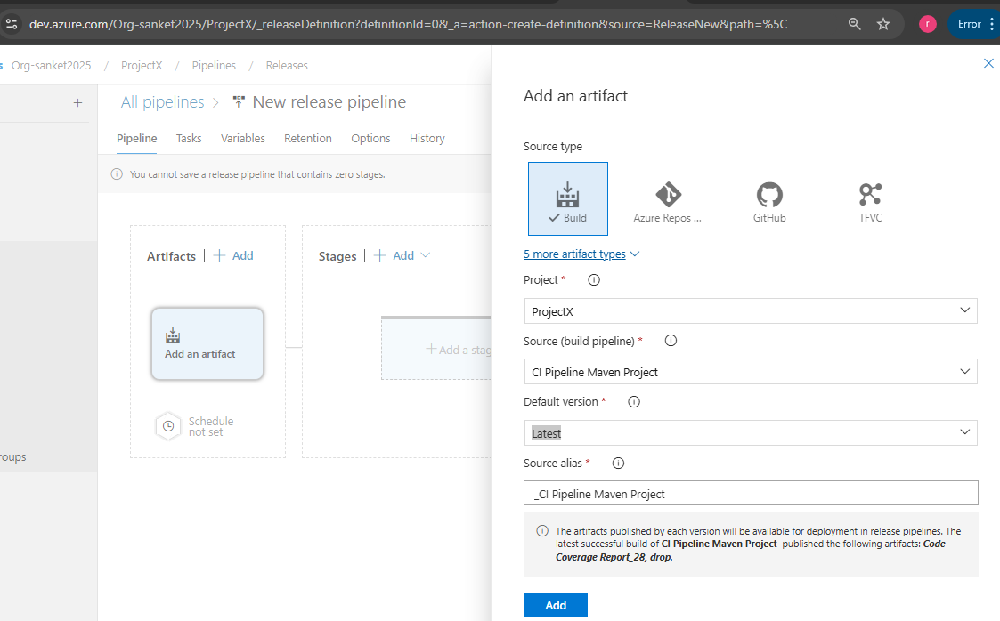 dev.azure.com/Org-sanket2025/ProjectX/_releaseDefinition?definitionId=0&_a=action-create-definition&source=ReleaseNew&path=%5C
r
Error
Org-sanket2025 / ProjectX / Pipelines / Releases
+
All pipelines > New release pipeline
Pipeline Tasks Variables Retention Options History
You cannot save a release pipeline that contains zero stages.
Artifacts | + Add
Stages | + Add
Add an artifact
+ Add a stag
Schedule
not set
roups
Add an artifact
Source type
Build
Azure Repos ...
GitHub
TFVC
5 more artifact types
Project *
ProjectX
Source (build pipeline) *
CI Pipeline Maven Project
Default version *
Latest
Source alias *
_CI Pipeline Maven Project
The artifacts published by each version will be available for deployment in release pipelines. The
latest successful build of CI Pipeline Maven Project published the following artifacts: Code
Coverage Report_28, drop.
Add